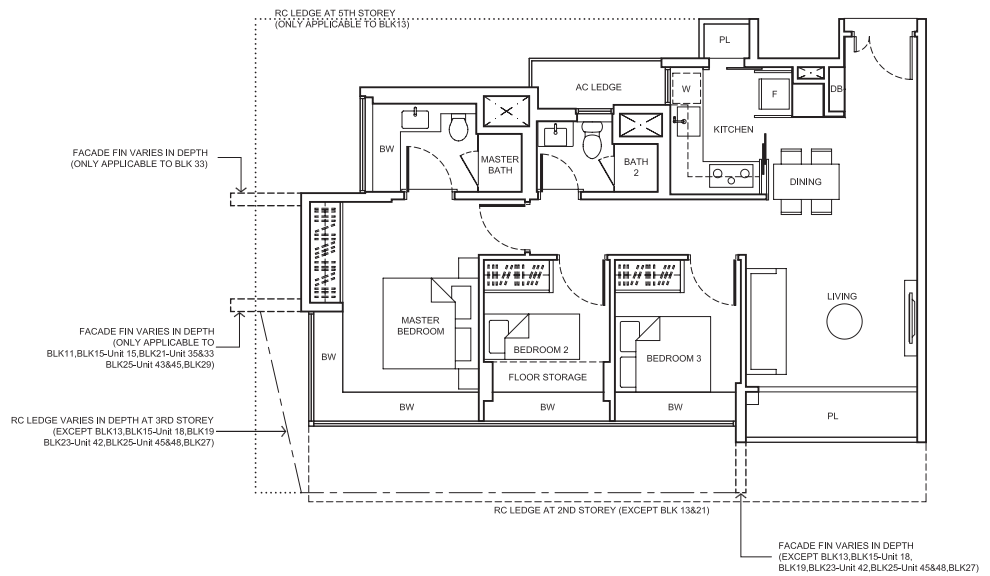 RC LEDGE AT 5TH STOREY
(ONLY APPLICABLE TO BLK13)
PL
AC LEDGE
W
F
DB
KITCHEN
BW
MASTER
BATH
BATH
2
DINING
FACADE FIN VARIES IN DEPTH
(ONLY APPLICABLE TO BLK 33)
MASTER
BEDROOM
BEDROOM 2
BEDROOM 3
LIVING
FACADE FIN VARIES IN DEPTH
(ONLY APPLICABLE TO
BLK11,BLK15-Unit 15,BLK21-Unit 35&33
BLK25-Unit 43&45,BLK29)
BW
FLOOR STORAGE
BW
BW
BW
PL
RC LEDGE VARIES IN DEPTH AT 3RD STOREY
(EXCEPT BLK13,BLK15-Unit 18,BLK19
BLK23-Unit 42,BLK25-Unit 45&48,BLK27)
RC LEDGE AT 2ND STOREY (EXCEPT BLK 13&21)
FACADE FIN VARIES IN DEPTH
(EXCEPT BLK13,BLK15-Unit 18,
BLK19,BLK23-Unit 42,BLK25-Unit 45&48,BLK27)